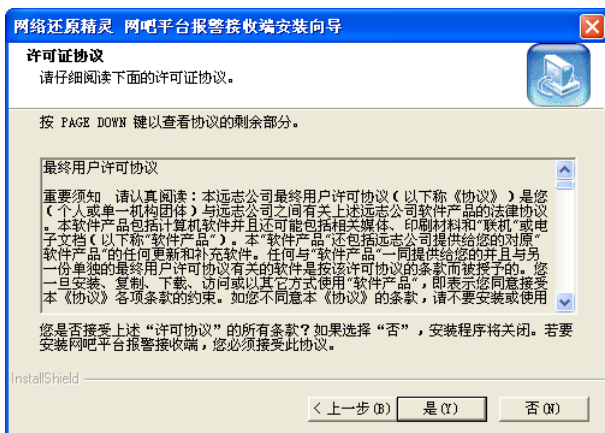 网络还原精灵 网吧平台报警接收端安装向导
许可证协议
请仔细阅读下面的许可证协议。
按 PAGE DOWN 键以查看协议的剩余部分。
最终用户许可协议
重要须知 请认真阅读：本远志公司最终用户许可协议（以下称《协议》）是您
（个人或单一机构团体）与远志公司之间有关上述远志公司软件产品的法律协议
。本软件产品包括计算机软件并且还可能包括相关媒体、印刷材料和"联机"或电
子文档（以下称"软件产品"）。本"软件产品"还包括远志公司提供给您的对原"
软件产品"的任何更新和补充软件。任何与"软件产品"一同提供给您的并且与另
一份单独的最终用户许可协议有关的软件是按该许可协议的条款而被授予的。您
一旦安装、复制、下载、访问或以其它方式使用"软件产品"，即表示您同意接受
本《协议》各项条款的约束。如您不同意本《协议》的条款，请不要安装或使用
您是否接受上述“许可协议”的所有条款？如果选择“否”，安装程序将关闭。若要
安装网吧平台报警接收端，您必须接受此协议。
InstallShield
< 上一步(B)
是(Y)
否(N)